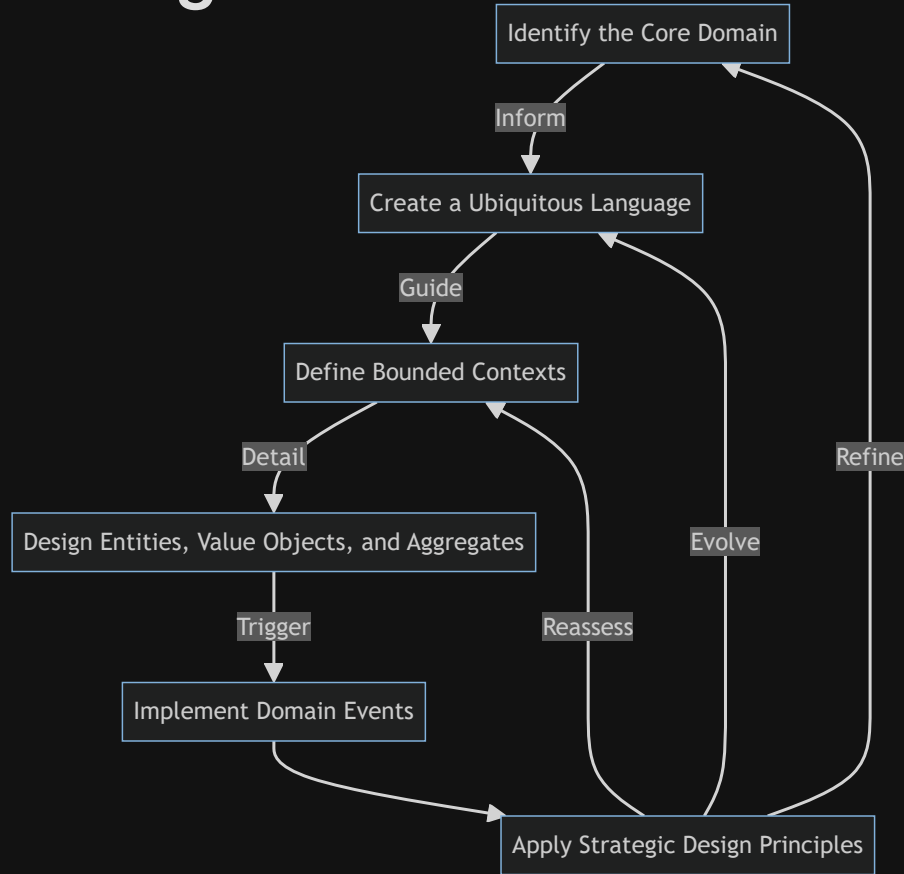 Identify the Core Domain
Inform
Create a Ubiquitous Language
Guide
Define Bounded Contexts
Detail
Refine
Design Entities, Value Objects, and Aggregates
Evolve
Trigger
Reassess
Implement Domain Events
Apply Strategic Design Principles